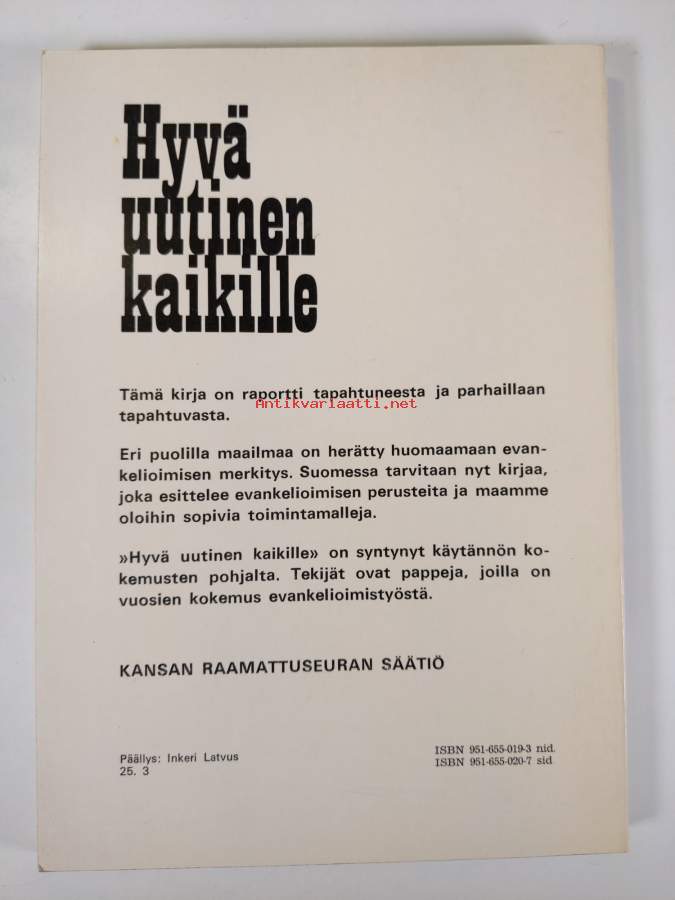 Hyvä
uutinen
kaikille
Tämä kirja on raportti tapahtuneesta ja parhaillaan
Antikvariaatti.net
tapahtuvasta.
Eri puolilla maailmaa on herätty huomaamaan evan-
kelioimisen merkitys. Suomessa tarvitaan nyt kirjaa,
joka esittelee evankelioimisen perusteita ja maamme
oloihin sopivia toimintamalleja.
»Hyvä uutinen kaikille» on syntynyt käytännön ko-
kemusten pohjalta. Tekijät ovat pappeja, joilla on
vuosien kokemus evankelioimistyöstä.
KANSAN RAAMATTUSEURAN SÄÄTIÖ
Päällys: Inkeri Latvus
25. 3
ISBN 951-655-019-3 nid.
ISBN 951-655-020-7 sid